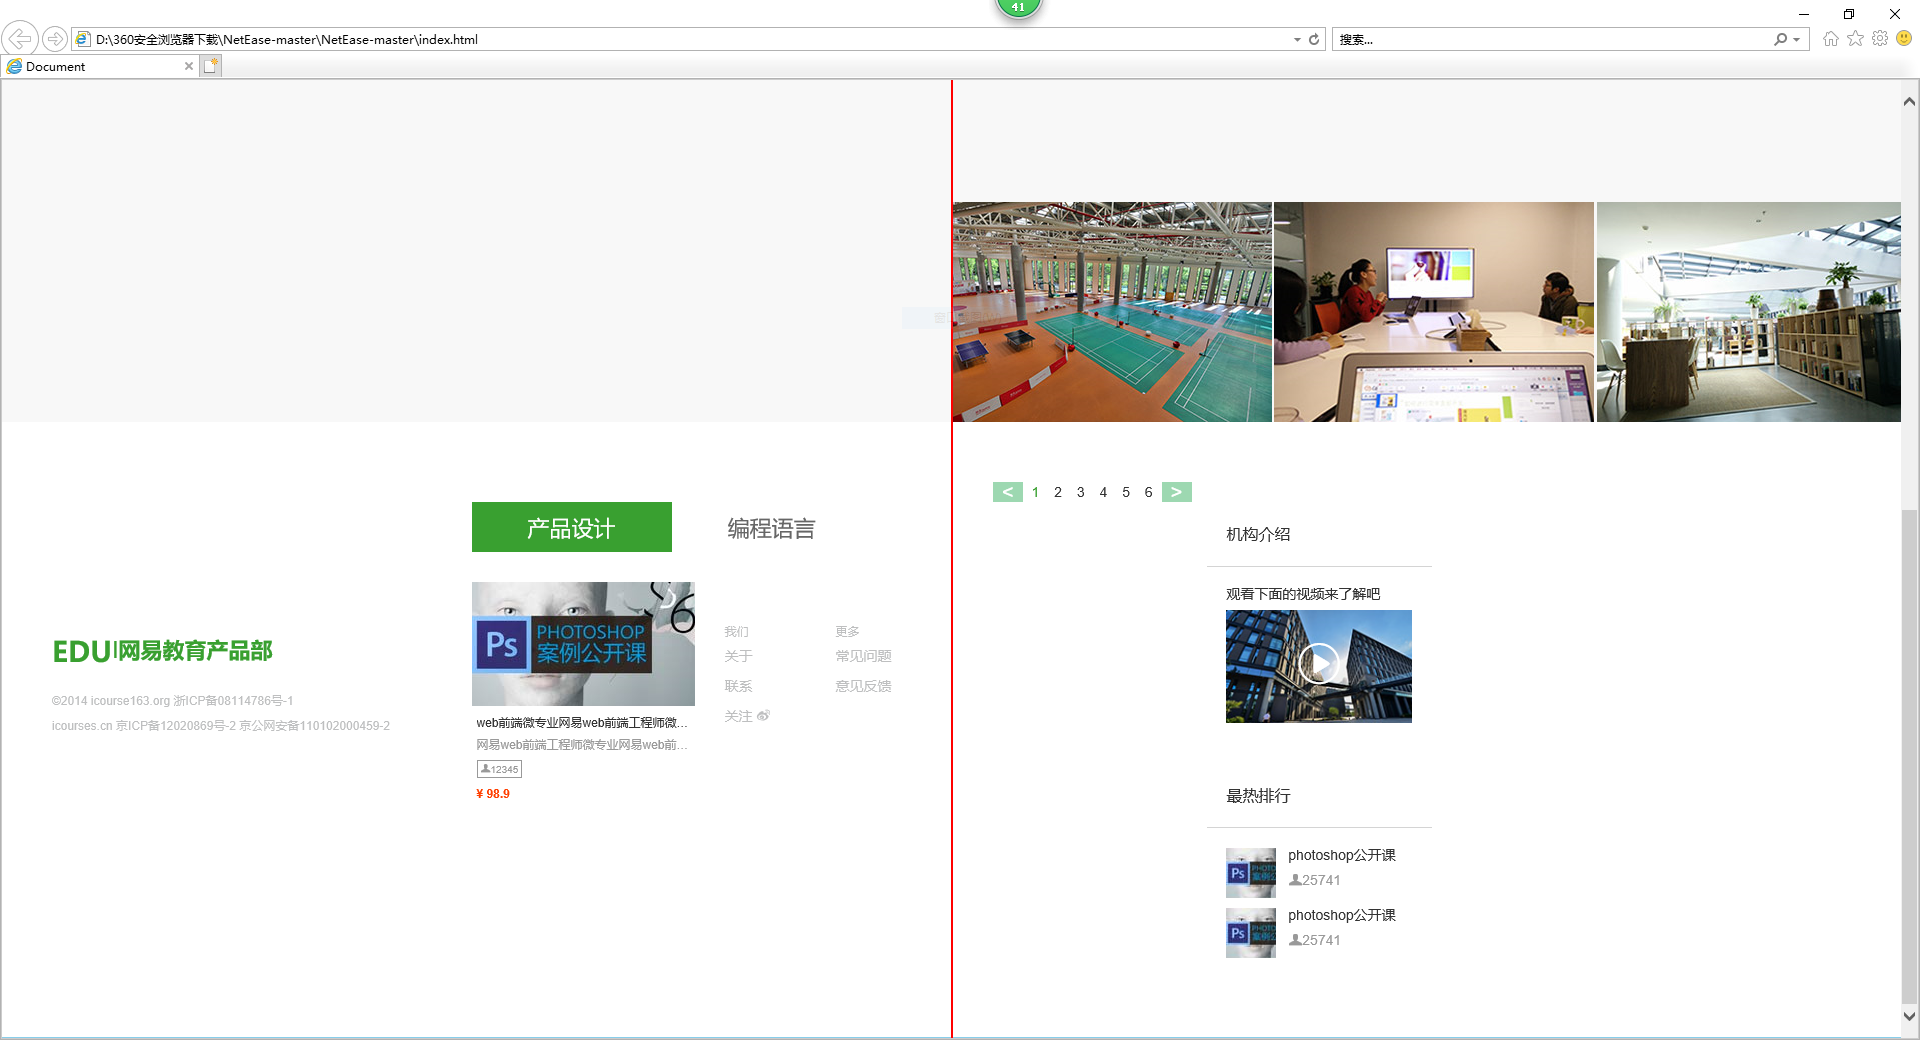 41
D:\360安全浏览器下载\NetEase-master\NetEase-master\index.html
搜索...
Document
产品设计
编程语言
PHOTOSHOP
案例公开课
Ps
web前端微专业网易web前端工程师微...
网易web前端工程师微专业网易web前...
12345
¥ 98.9
EDU|网易教育产品部
©2014 icourse163.org 浙ICP备08114786号-1
icourses.cn 京ICP备12020869号-2 京公网安备110102000459-2
我们
关于
联系
关注
更多
常见问题
意见反馈
< 1 2 3 4 5 6 >
机构介绍
观看下面的视频来了解吧
最热排行
Ps
photoshop公开课
25741
Ps
photoshop公开课
25741